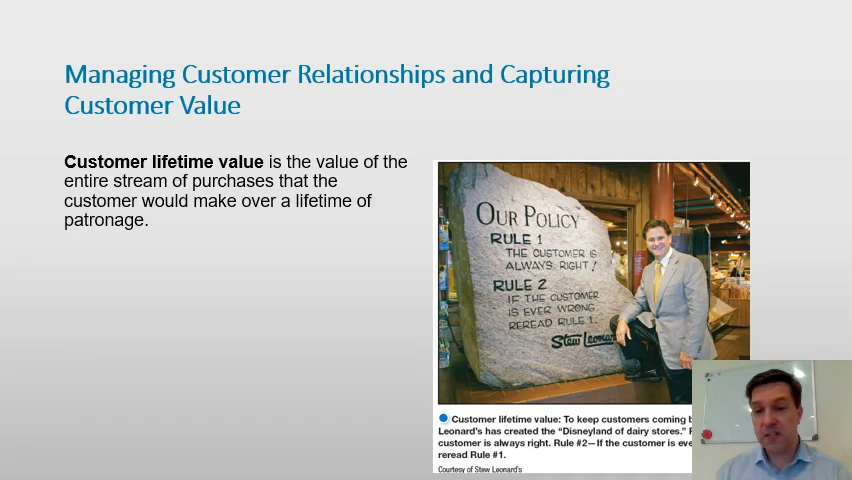 Managing Customer Relationships and Capturing
Customer Value
Customer lifetime value is the value of the
entire stream of purchases that the
customer would make over a lifetime of
patronage.
OUR POLICY
RULE 1
THE CUSTOMER IS
ALWAYS RIGHT!
RULE 2
IF THE CUSTOMER
IS EVER WRONG,
REREAD RULE 1.
Stew Leonard
Customer lifetime value: To keep customers coming
Leonard's has created the “Disneyland of dairy stores.”
customer is always right. Rule #2—If the customer is eve
reread Rule #1.
Courtesy of Stew Leonard's